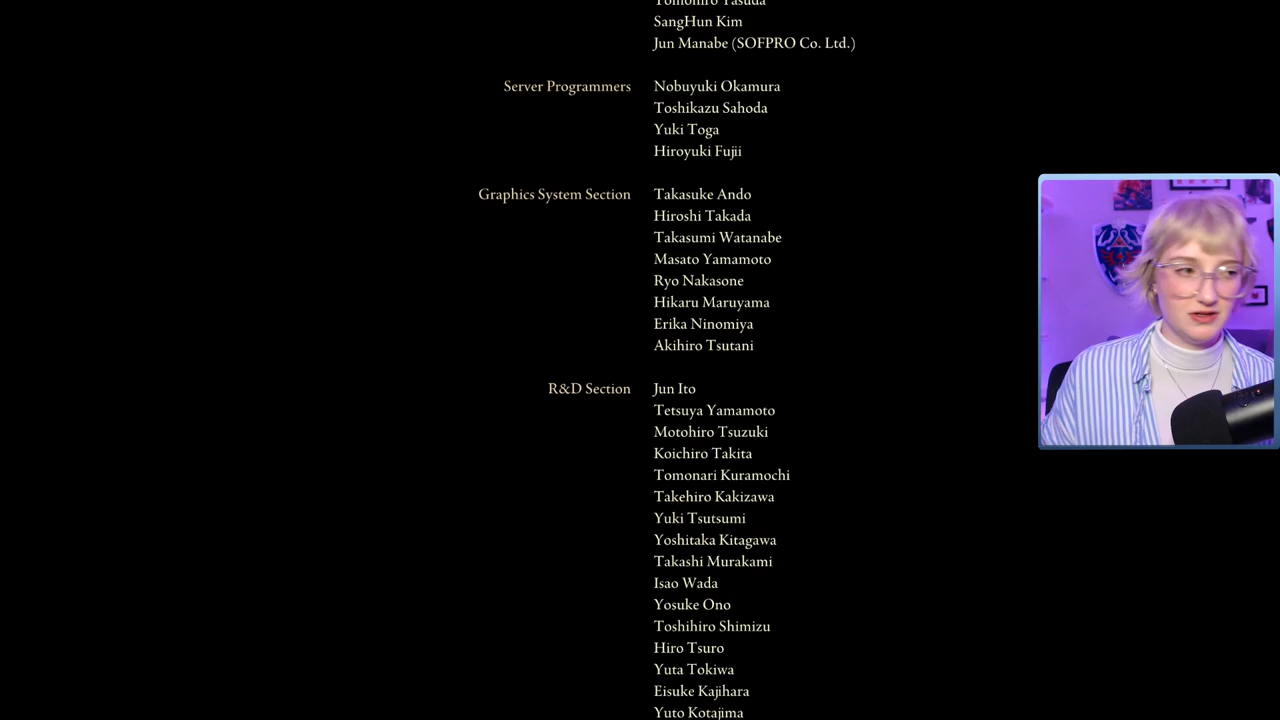 Tomohiro Yasuda
SangHun Kim
Jun Manabe (SOFPRO Co. Ltd.)
Server Programmers Nobuyuki Okamura
Toshikazu Sahoda
Yuki Toga
Hiroyuki Fujii
Graphics System Section Takasuke Ando
Hiroshi Takada
Takasumi Watanabe
Masato Yamamoto
Ryo Nakasone
Hikaru Maruyama
Erika Ninomiya
Akihiro Tsutani
R&D Section Jun Ito
Tetsuya Yamamoto
Motohiro Tsuzuki
Koichiro Takita
Tomonari Kuramochi
Takehiro Kakizawa
Yuki Tsutsumi
Yoshitaka Kitagawa
Takashi Murakami
Isao Wada
Yosuke Ono
Toshihiro Shimizu
Hiro Tsuro
Yuta Tokiwa
Eisuke Kajihara
Yuto Kotajima